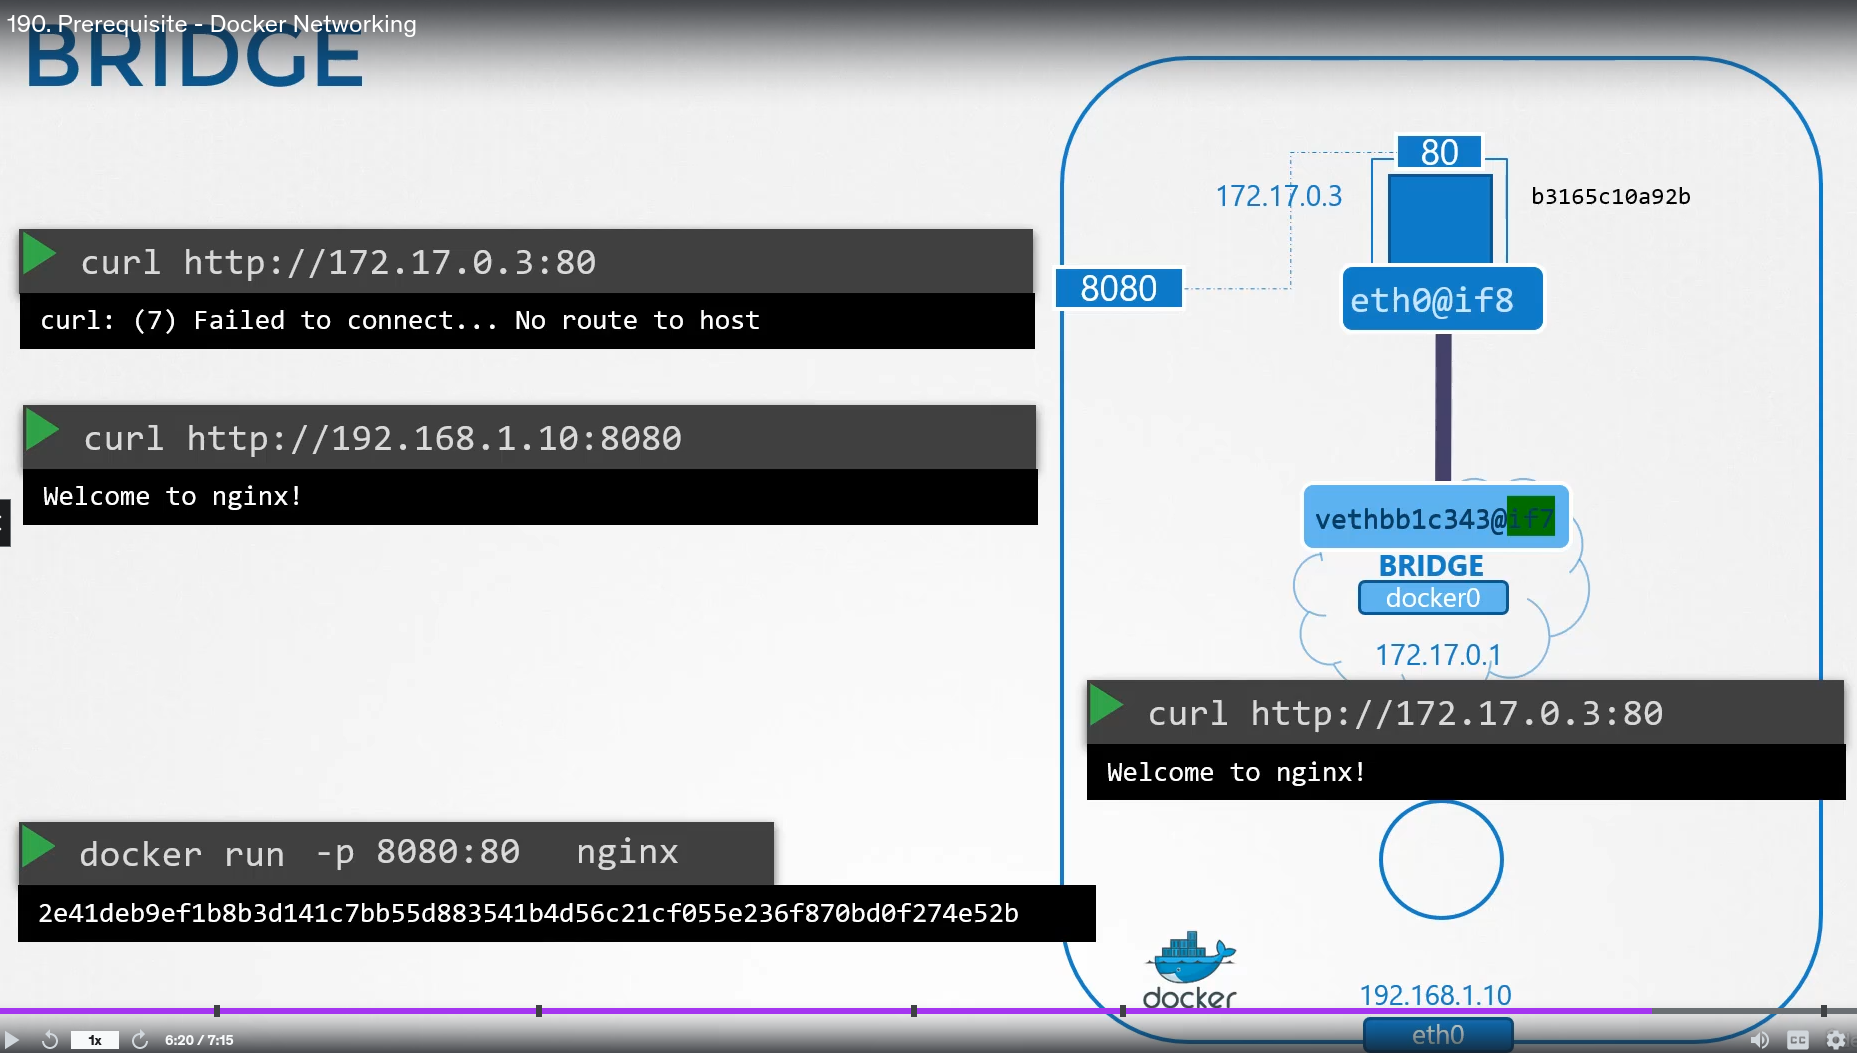 190. Prerequisite - Docker Networking
BRIDGE
80
172.17.0.3
b3165c10a92b
curl http://172.17.0.3:80
curl: (7) Failed to connect... No route to host
8080
eth0@if8
curl http://192.168.1.10:8080
Welcome to nginx!
vethbb1c343@if7
BRIDGE
docker0
172.17.0.1
curl http://172.17.0.3:80
Welcome to nginx!
docker run -p 8080:80 nginx
2e41deb9ef1b8b3d141c7bb55d883541b4d56c21cf055e236f870bd0f274e52b
docker
192.168.1.10
eth0
1x
6:20 / 7:15
CC